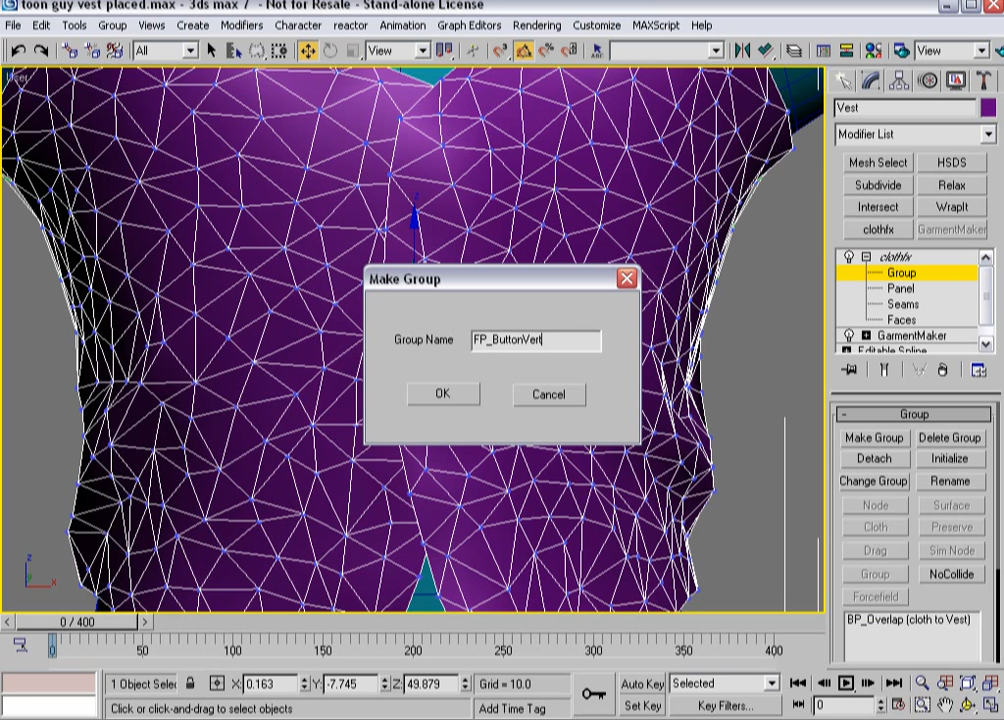 toon guy vest placed.max - 3ds max 7 - Not for Resale - Stand-alone License
File Edit Tools Group Views Create Modifiers Character reactor Animation Graph Editors Rendering Customize MAXScript Help
All View View
User
Vest
Modifier List
Mesh Select HSDS
Subdivide Relax
Intersect WrapIt
clothfx GarmentMaker
clothfx
Group
Panel
Seams
Faces
GarmentMaker
Editable Spline
Make Group
Group Name FP_ButtonVert
OK Cancel
- Group
Make Group Delete Group
Detach Initialize
Change Group Rename
Node Surface
Cloth Preserve
Drag Sim Node
Group NoCollide
Forcefield
BP_Overlap (cloth to Vest)
z
y x
< 0 / 400 >
0 50 100 150 200 250 300 350 400
1 Object Selec X: 0.163 Y: -7.745 Z: 49.879 Grid = 10.0 Auto Key Selected
Click or click-and-drag to select objects Add Time Tag Set Key Key Filters... 0